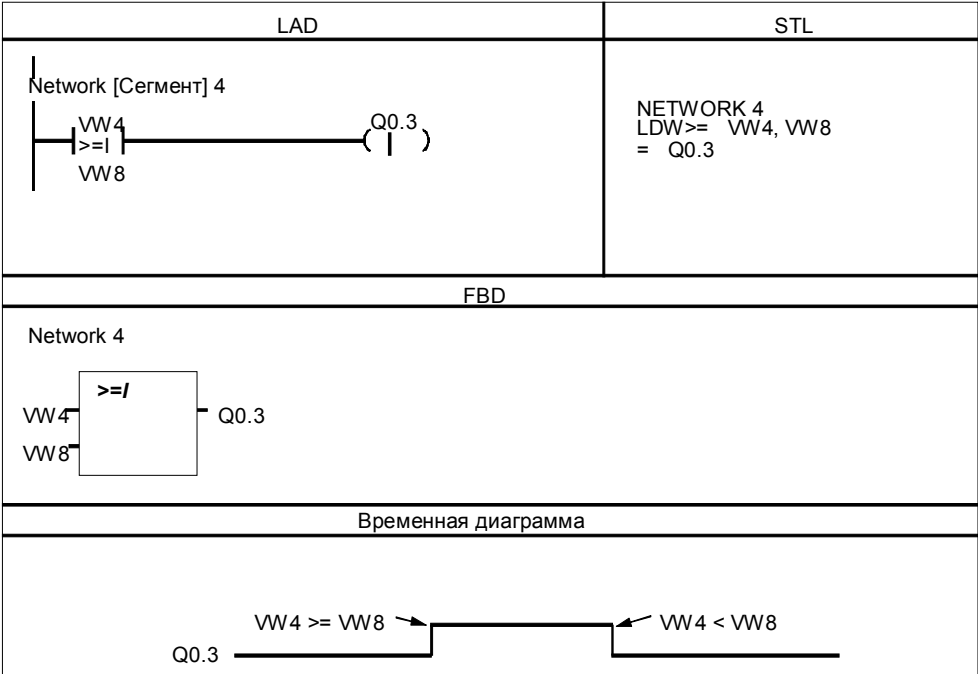 LAD
STL
Network [Сегмент] 4
VW4
>=I
VW8
Q0.3
NETWORK 4
LDW>= VW4, VW8
= Q0.3
FBD
Network 4
>=I
VW4
VW8
Q0.3
Временная диаграмма
VW4 >= VW8
VW4 < VW8
Q0.3